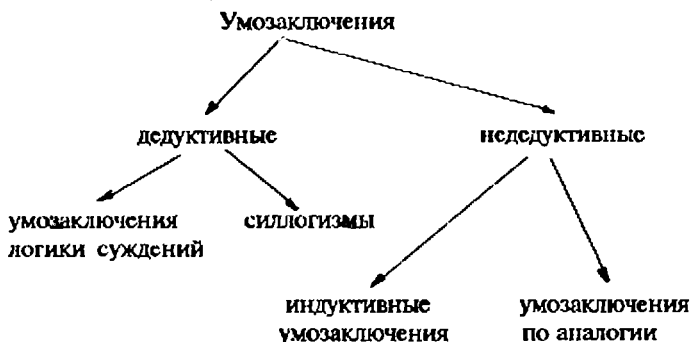 Умозаключения
дедуктивные недедуктивные
умозаключения силлогизмы
логики суждений
индуктивные умозаключения
умозаключения по аналогии